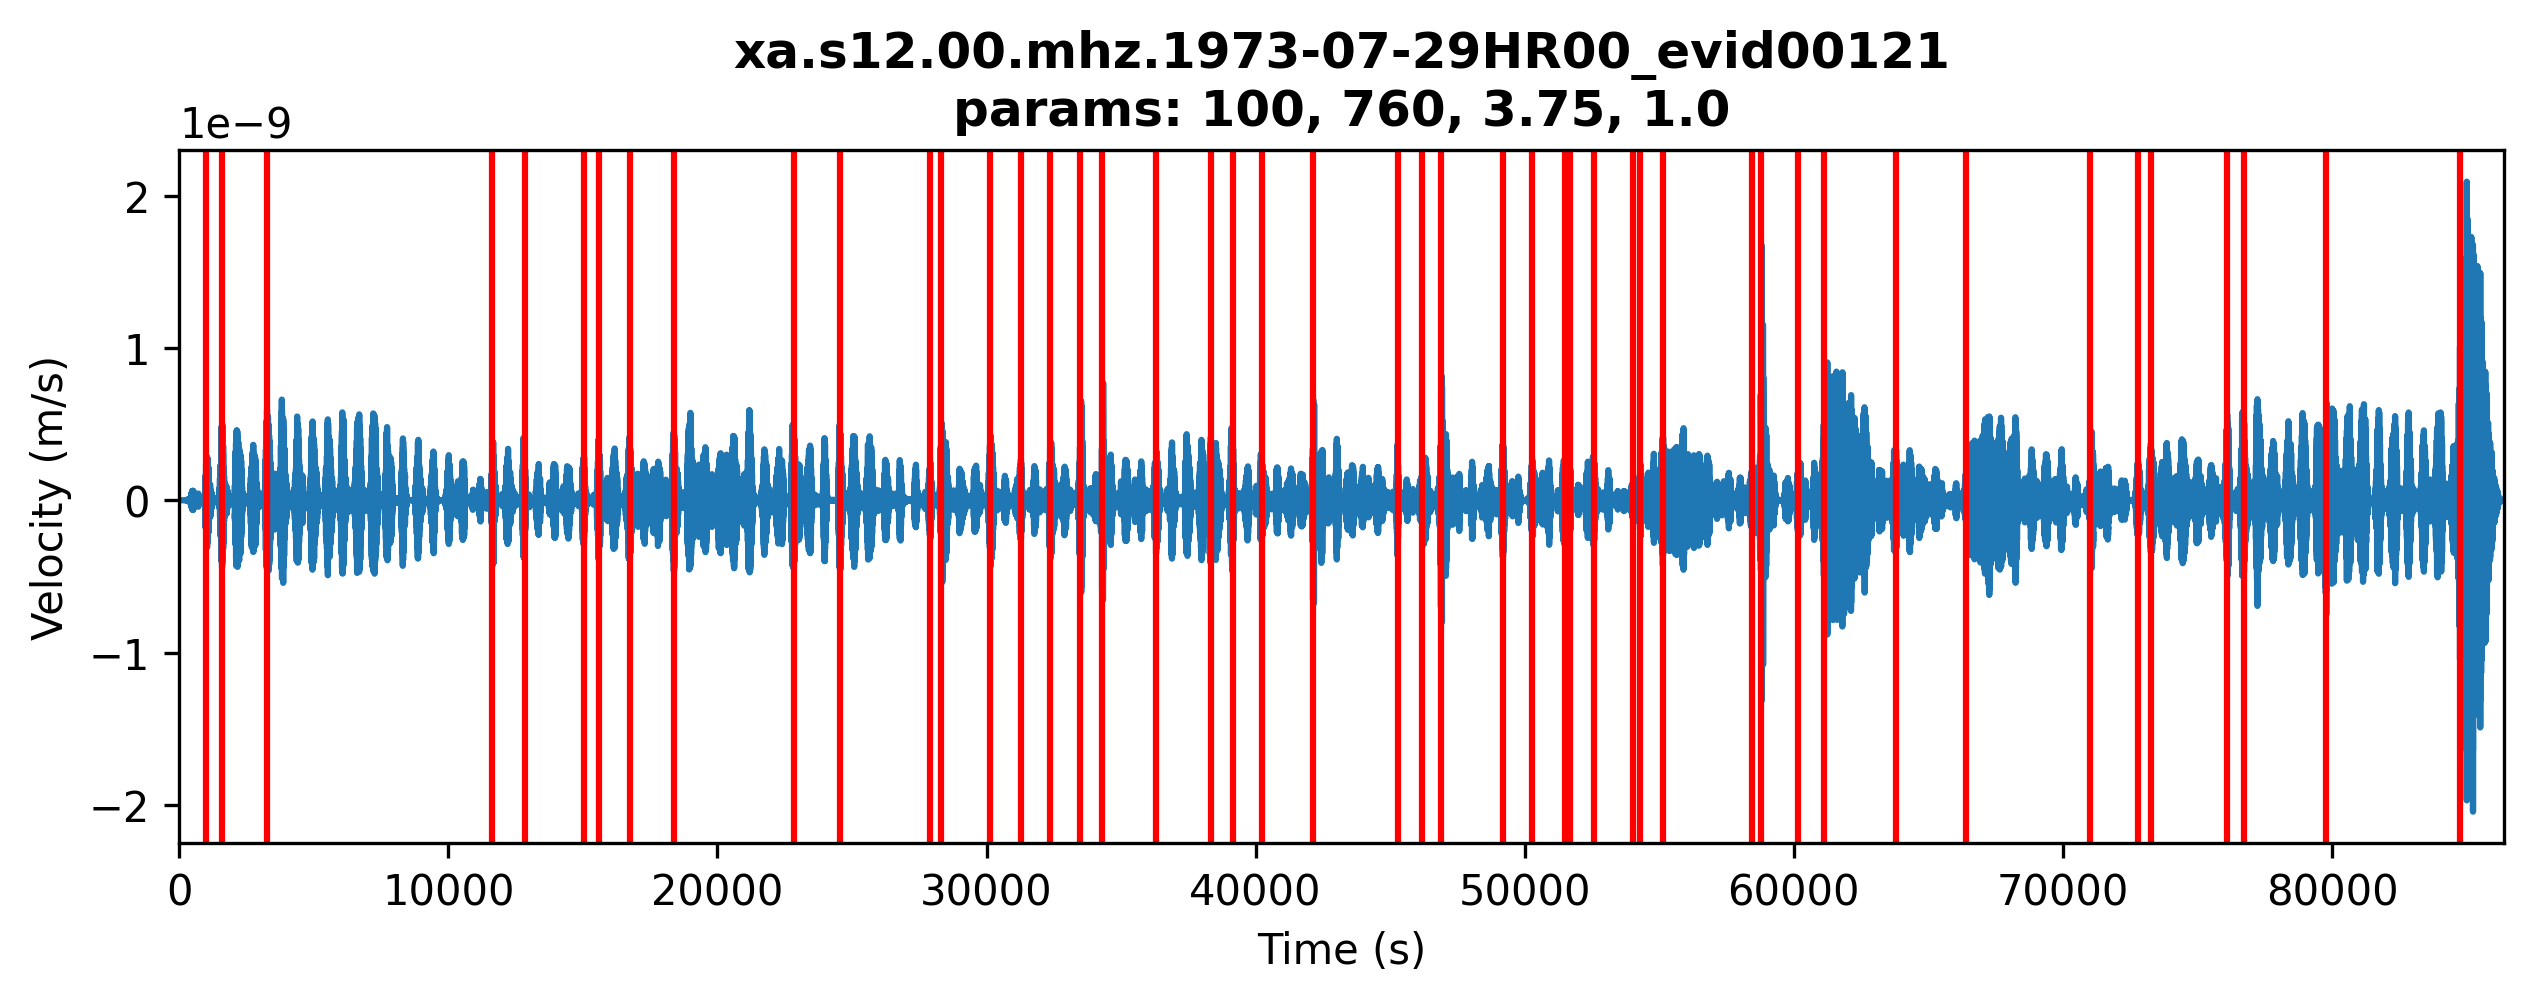 xa.s12.00.mhz.1973-07-29HR00_evid00121
params: 100, 760, 3.75, 1.0
1e−9
2
1
0
−1
−2
Velocity (m/s)
0 10000 20000 30000 40000 50000 60000 70000 80000
Time (s)